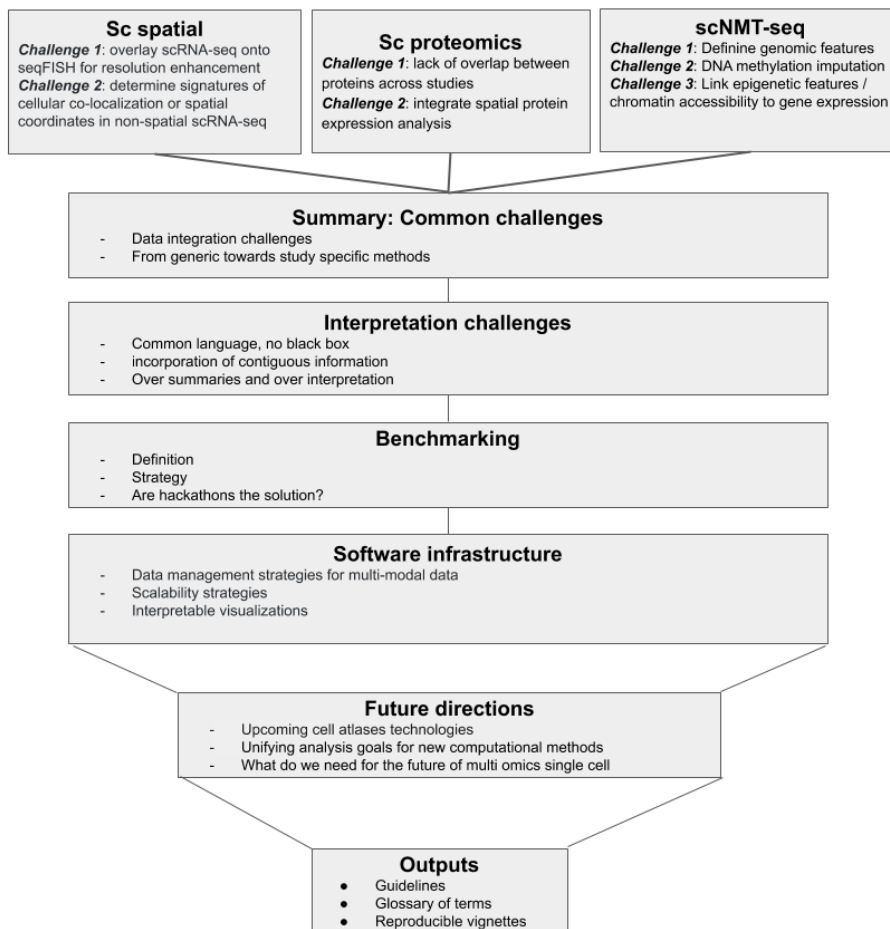 Sc spatial
Challenge 1: overlay scRNA-seq onto
seqFISH for resolution enhancement
Challenge 2: determine signatures of
cellular co-localization or spatial
coordinates in non-spatial scRNA-seq
Sc proteomics
Challenge 1: lack of overlap between
proteins across studies
Challenge 2: integrate spatial protein
expression analysis
scNMT-seq
Challenge 1: Definine genomic features
Challenge 2: DNA methylation imputation
Challenge 3: Link epigenetic features /
chromatin accessibility to gene expression
Summary: Common challenges
- Data integration challenges
- From generic towards study specific methods
Interpretation challenges
- Common language, no black box
- incorporation of contiguous information
- Over summaries and over interpretation
Benchmarking
- Definition
- Strategy
- Are hackathons the solution?
Software infrastructure
- Data management strategies for multi-modal data
- Scalability strategies
- Interpretable visualizations
Future directions
- Upcoming cell atlases technologies
- Unifying analysis goals for new computational methods
- What do we need for the future of multi omics single cell
Outputs
● Guidelines
● Glossary of terms
● Reproducible vignettes